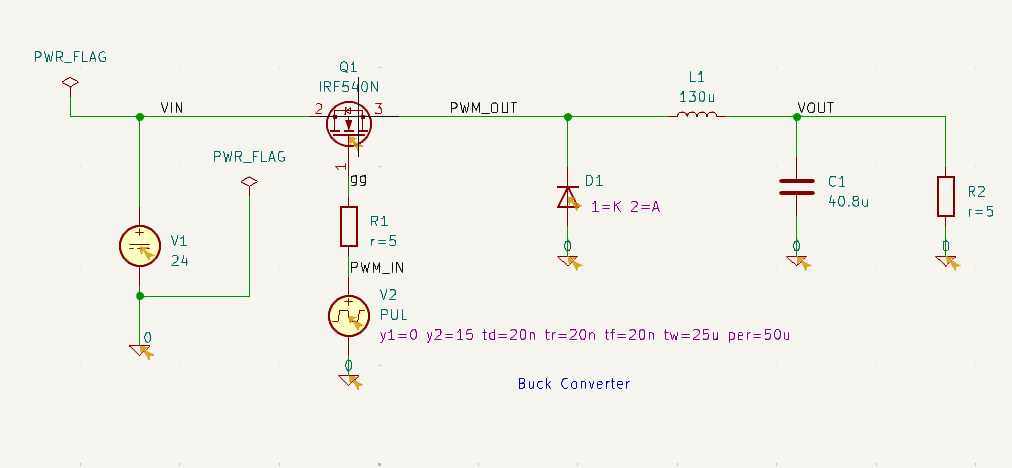 PWR_FLAG
Q1
IRF540N
L1
130u
VIN
2
3
PWM_OUT
VOUT
PWR_FLAG
1
gg
D1
1=K 2=A
C1
40.8u
R2
r=5
R1
r=5
V1
24
0
0
0
PWM_IN
V2
PUL
y1=0 y2=15 td=20n tr=20n tf=20n tw=25u per=50u
0
0
Buck Converter